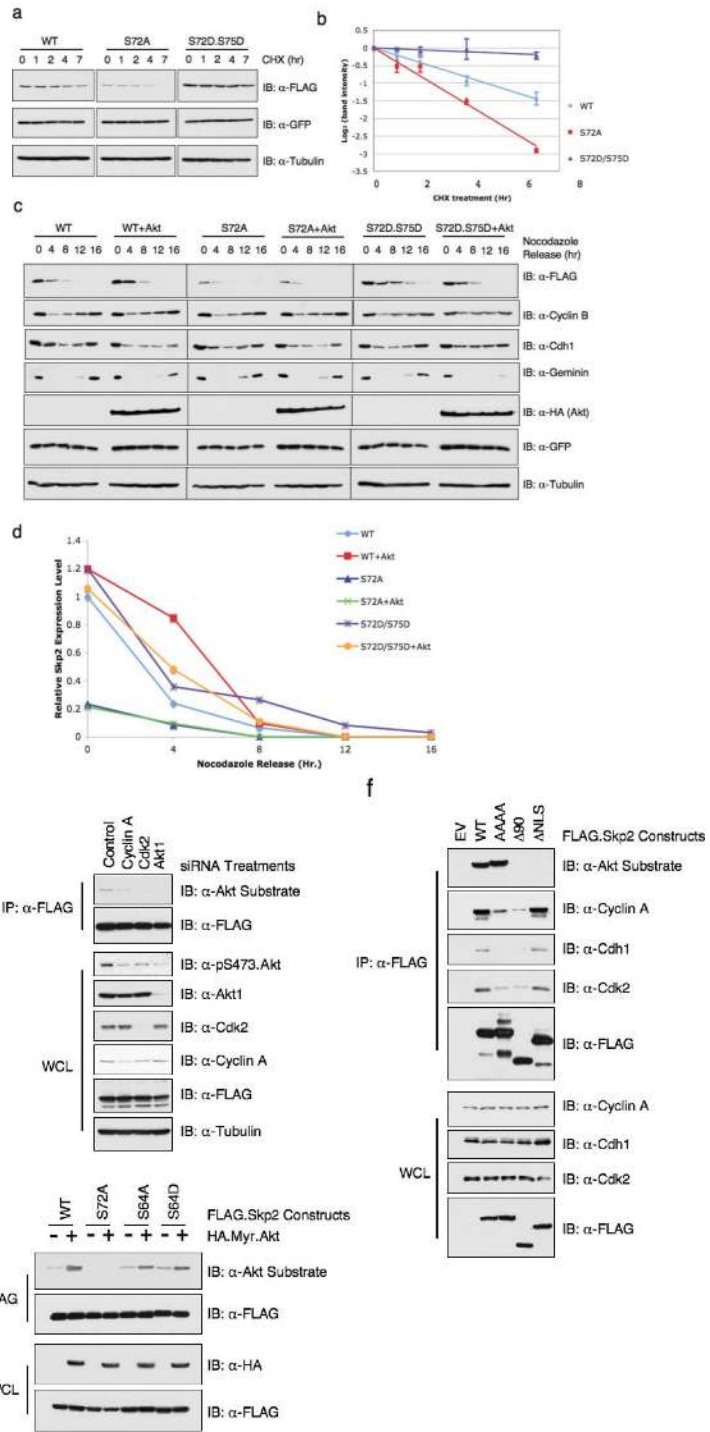 a
WT S72A S72D.S75D
0 1 2 4 7 0 1 2 4 7 0 1 2 4 7 CHX (hr)
IB: α-FLAG
IB: α-GFP
IB: α-Tubulin
b
0
-0.5
-1
-1.5
-2
-2.5
-3
-3.5
Log₂ (band intensity)
0 2 4 6 8
CHX treatment (Hr)
WT
S72A
S72D/S75D
c
WT WT+Akt S72A S72A+Akt S72D.S75D S72D.S75D+Akt
0 4 8 12 16 0 4 8 12 16 0 4 8 12 16 0 4 8 12 16 0 4 8 12 16 0 4 8 12 16 Nocodazole Release (hr)
IB: α-FLAG
IB: α-Cyclin B
IB: α-Cdh1
IB: α-Geminin
IB: α-HA (Akt)
IB: α-GFP
IB: α-Tubulin
d
1.4
1.2
1
0.8
0.6
0.4
0.2
0
Relative Skp2 Expression Level
0 4 8 12 16
Nocodazole Release (Hr.)
WT
WT+Akt
S72A
S72A+Akt
S72D/S75D
S72D/S75D+Akt
Control Cyclin A Cdk2 Akt1
siRNA Treatments
IP: α-FLAG
IB: α-Akt Substrate
IB: α-FLAG
WCL
IB: α-pS473.Akt
IB: α-Akt1
IB: α-Cdk2
IB: α-Cyclin A
IB: α-FLAG
IB: α-Tubulin
WT S72A S64A S64D FLAG.Skp2 Constructs
- + - + - + - + HA.Myr.Akt
LAG
IB: α-Akt Substrate
IB: α-FLAG
WCL
IB: α-HA
IB: α-FLAG
f
EV WT AAAA Δ90 ΔNLS
FLAG.Skp2 Constructs
IP: α-FLAG
IB: α-Akt Substrate
IB: α-Cyclin A
IB: α-Cdh1
IB: α-Cdk2
IB: α-FLAG
WCL
IB: α-Cyclin A
IB: α-Cdh1
IB: α-Cdk2
IB: α-FLAG